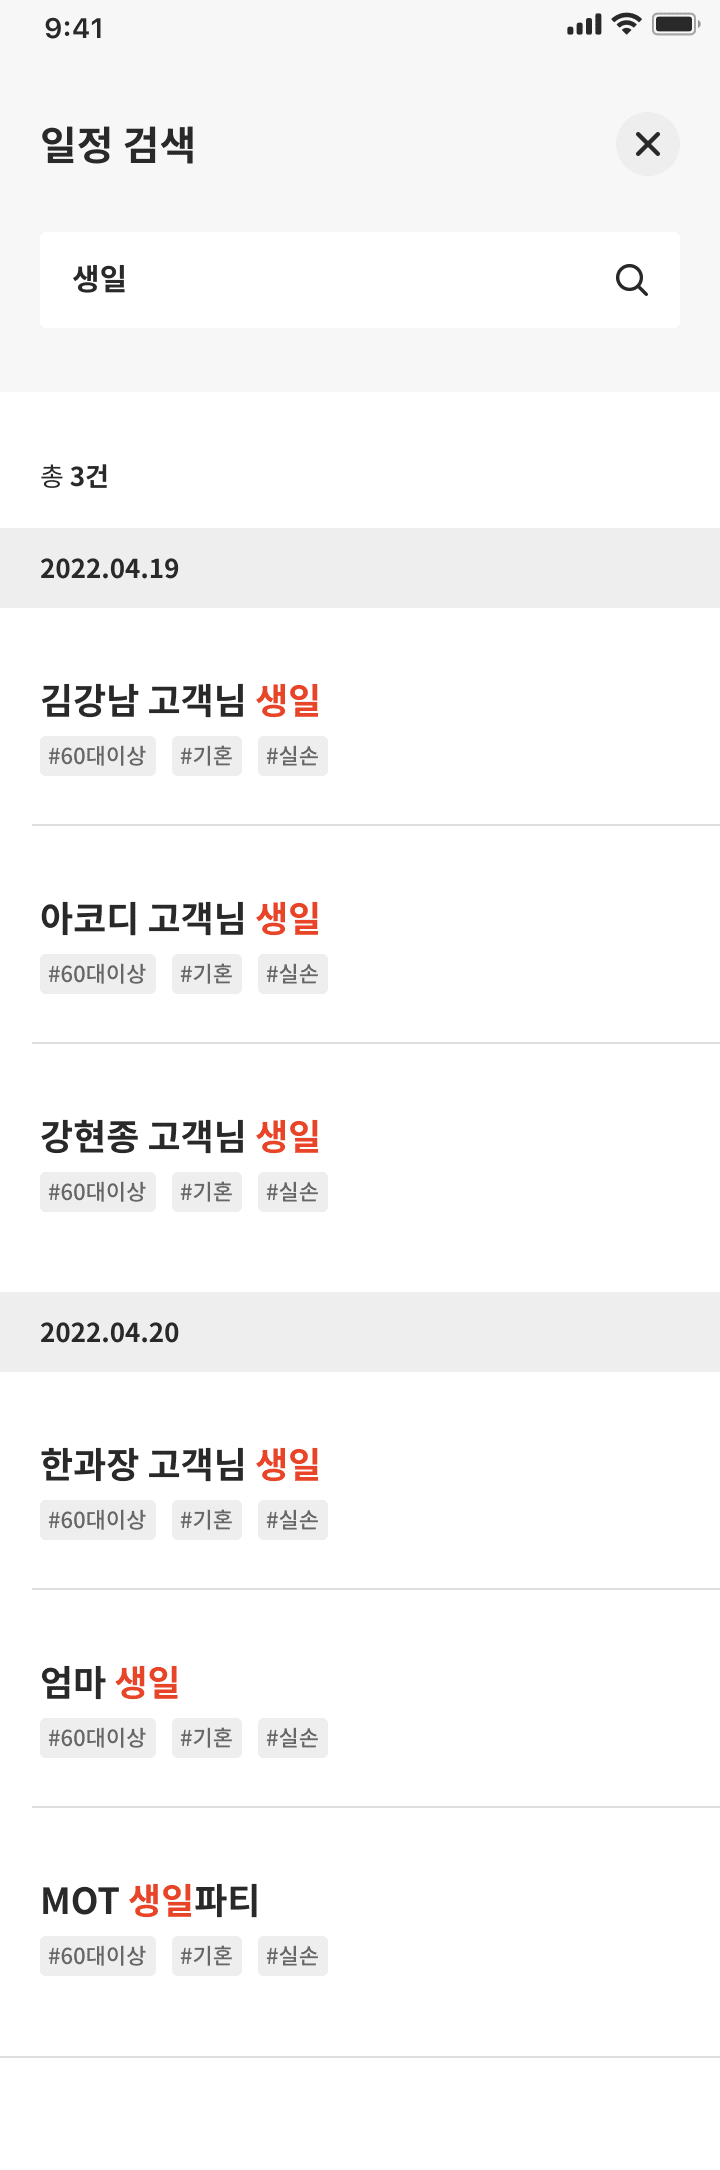 9:41
일정 검색
생일
총 3건
2022.04.19
김강남 고객님 생일
#60대이상 #기혼 #실손
아코디 고객님 생일
#60대이상 #기혼 #실손
강현종 고객님 생일
#60대이상 #기혼 #실손
2022.04.20
한과장 고객님 생일
#60대이상 #기혼 #실손
엄마 생일
#60대이상 #기혼 #실손
MOT 생일파티
#60대이상 #기혼 #실손